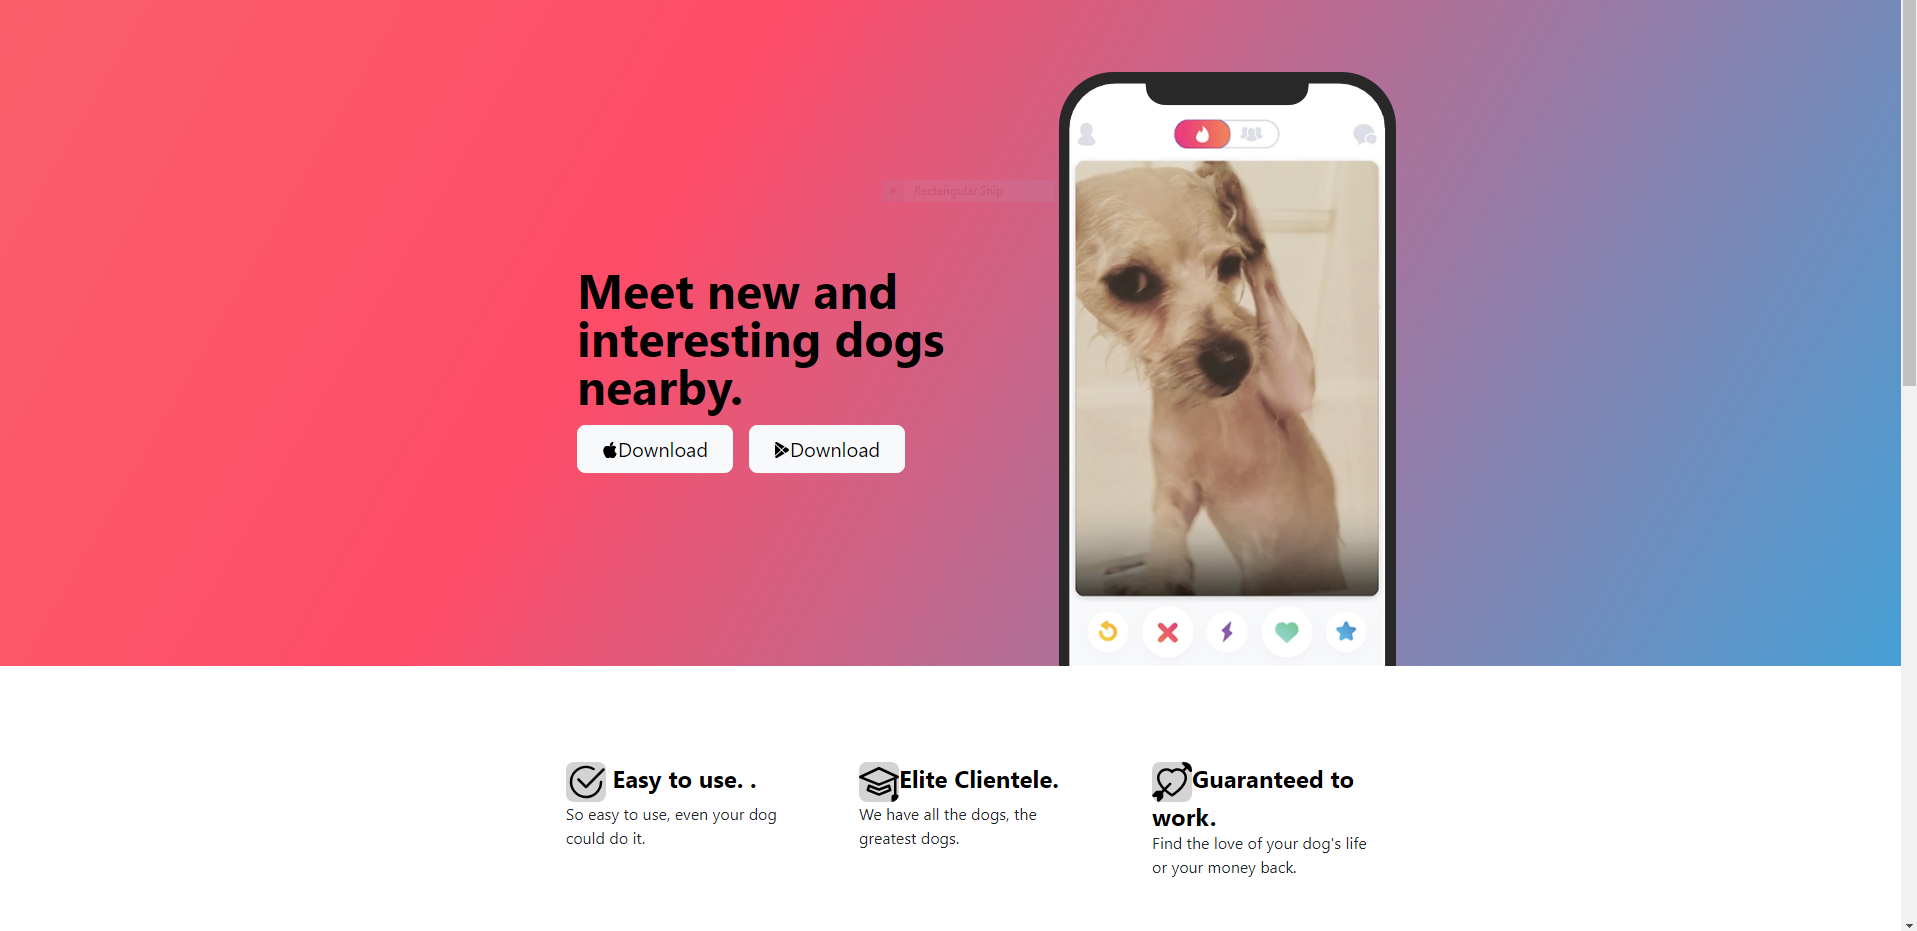 Rectangular Snip
Meet new and
interesting dogs
nearby.
Download
Download
Easy to use. .
So easy to use, even your dog
could do it.
Elite Clientele.
We have all the dogs, the
greatest dogs.
Guaranteed to
work.
Find the love of your dog's life
or your money back.